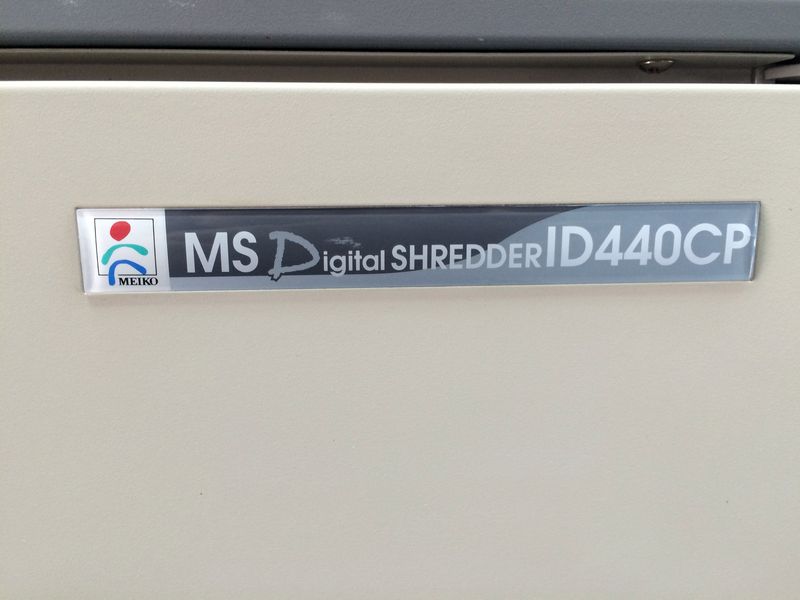 MEIKO
MS Digital SHREDDER ID440CP